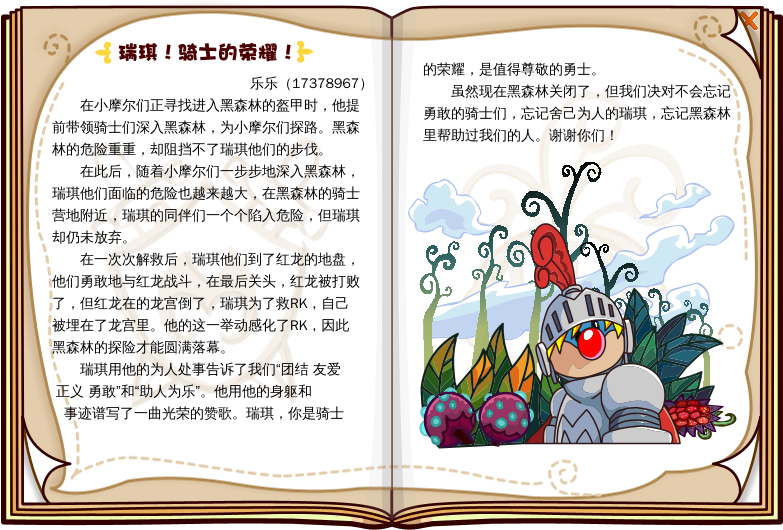 瑞琪！骑士的荣耀！
乐乐（17378967）
在小摩尔们正寻找进入黑森林的盔甲时，他提
前带领骑士们深入黑森林，为小摩尔们探路。黑森
林的危险重重，却阻挡不了瑞琪他们的步伐。
在此后，随着小摩尔们一步步地深入黑森林，
瑞琪他们面临的危险也越来越大，在黑森林的骑士
营地附近，瑞琪的同伴们一个个陷入危险，但瑞琪
却仍未放弃。
在一次次解救后，瑞琪他们到了红龙的地盘，
他们勇敢地与红龙战斗，在最后关头，红龙被打败
了，但红龙在的龙宫倒了，瑞琪为了救RK，自己
被埋在了龙宫里。他的这一举动感化了RK，因此
黑森林的探险才能圆满落幕。
瑞琪用他的为人处事告诉了我们“团结 友爱
正义 勇敢”和“助人为乐”。他用他的身躯和
事迹谱写了一曲光荣的赞歌。瑞琪，你是骑士
的荣耀，是值得尊敬的勇士。
虽然现在黑森林关闭了，但我们决对不会忘记
勇敢的骑士们，忘记舍己为人的瑞琪，忘记黑森林
里帮助过我们的人。谢谢你们！